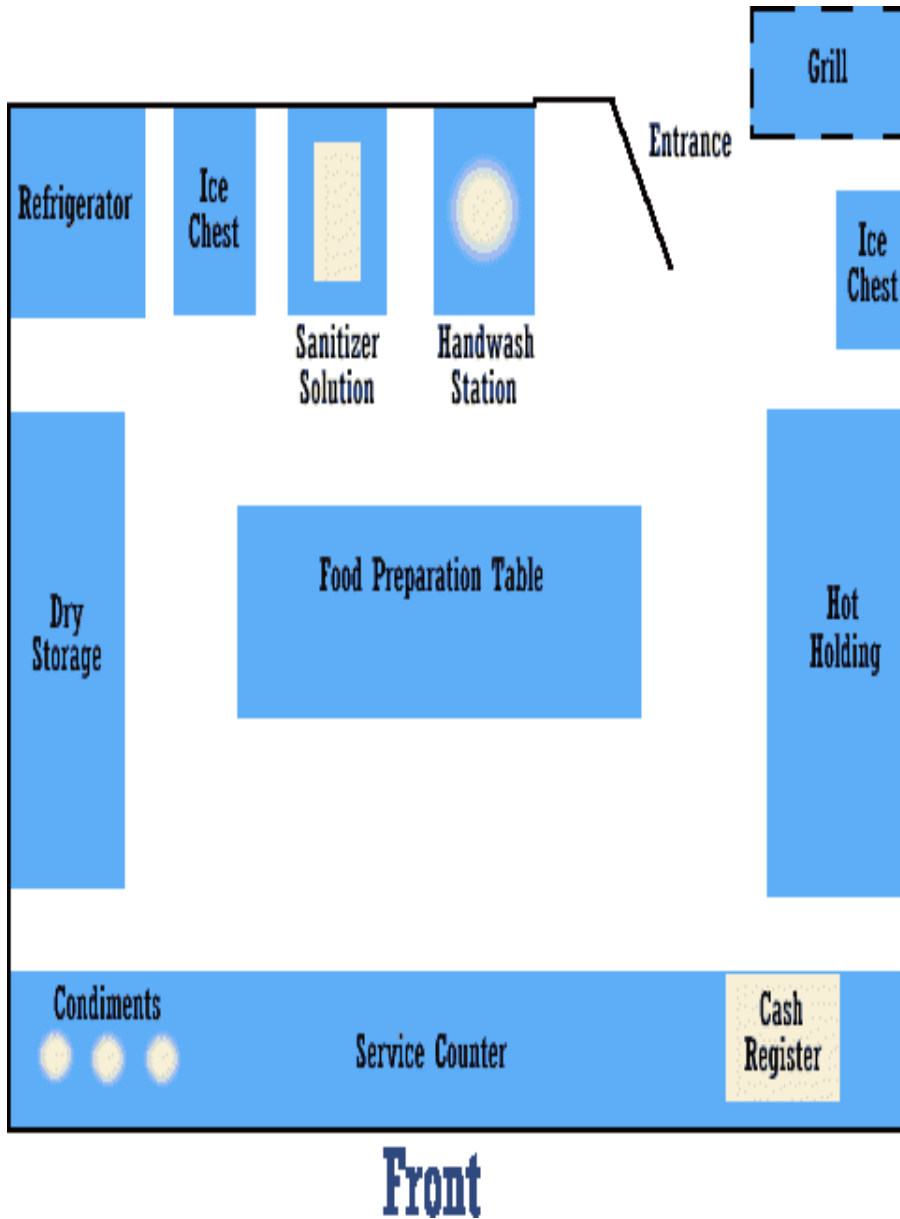 Grill
Entrance
Refrigerator
Ice
Chest
Ice
Chest
Sanitizer
Solution
Handwash
Station
Food Preparation Table
Dry
Storage
Hot
Holding
Condiments
Service Counter
Cash
Register
Front